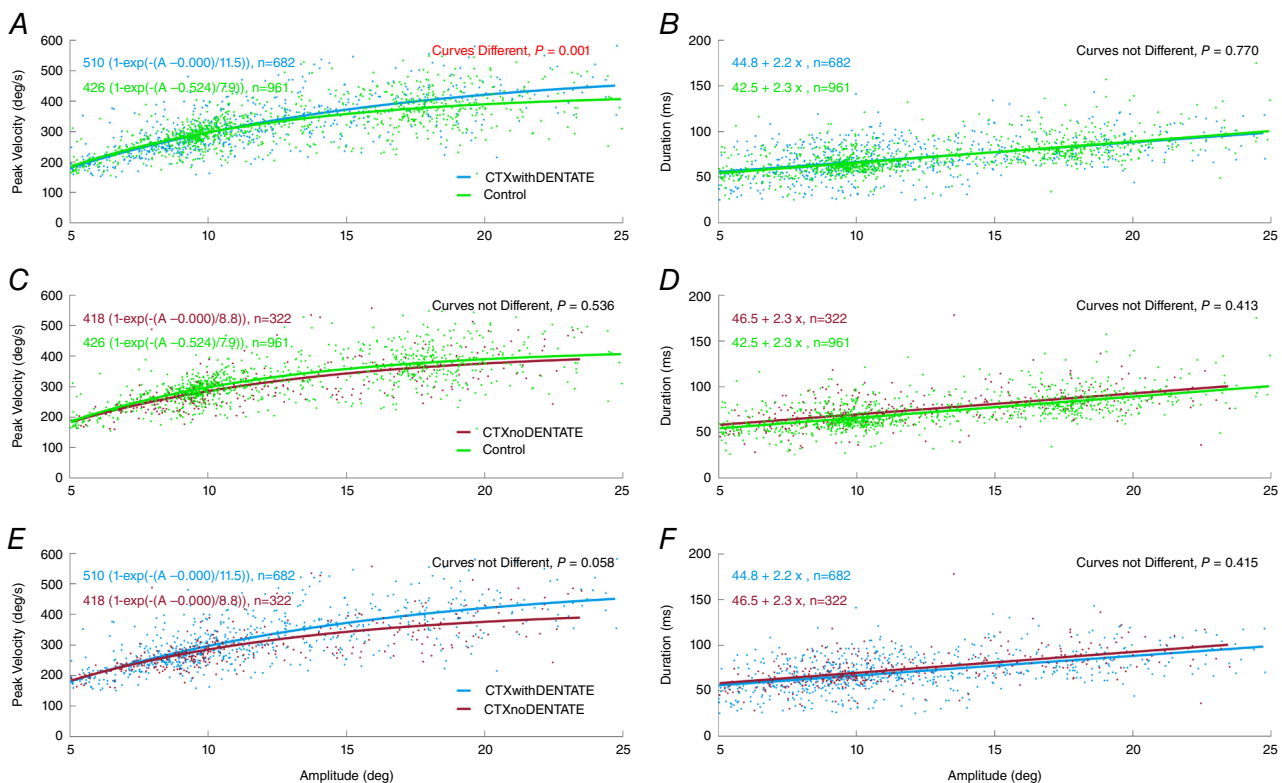 A
600
500
400
300
200
100
0
Peak Velocity (deg/s)
510 (1-exp(-(A −0.000)/11.5)), n=682
426 (1-exp(-(A −0.524)/7.9)), n=961
Curves Different, P = 0.001
CTXwithDENTATE
Control
5 10 15 20 25
B
200
150
100
50
0
Duration (ms)
44.8 + 2.2 x , n=682
42.5 + 2.3 x , n=961
Curves not Different, P = 0.770
5 10 15 20 25
C
600
500
400
300
200
100
0
Peak Velocity (deg/s)
418 (1-exp(-(A −0.000)/8.8)), n=322
426 (1-exp(-(A −0.524)/7.9)), n=961
Curves not Different, P = 0.536
CTXnoDENTATE
Control
5 10 15 20 25
D
200
150
100
50
0
Duration (ms)
46.5 + 2.3 x, n=322
42.5 + 2.3 x, n=961
Curves not Different, P = 0.413
5 10 15 20 25
E
600
500
400
300
200
100
0
Peak Velocity (deg/s)
510 (1-exp(-(A −0.000)/11.5)), n=682
418 (1-exp(-(A −0.000)/8.8)), n=322
Curves not Different, P = 0.058
CTXwithDENTATE
CTXnoDENTATE
5 10 15 20 25
Amplitude (deg)
F
200
150
100
50
0
Duration (ms)
44.8 + 2.2 x , n=682
46.5 + 2.3 x, n=322
Curves not Different, P = 0.415
5 10 15 20 25
Amplitude (deg)